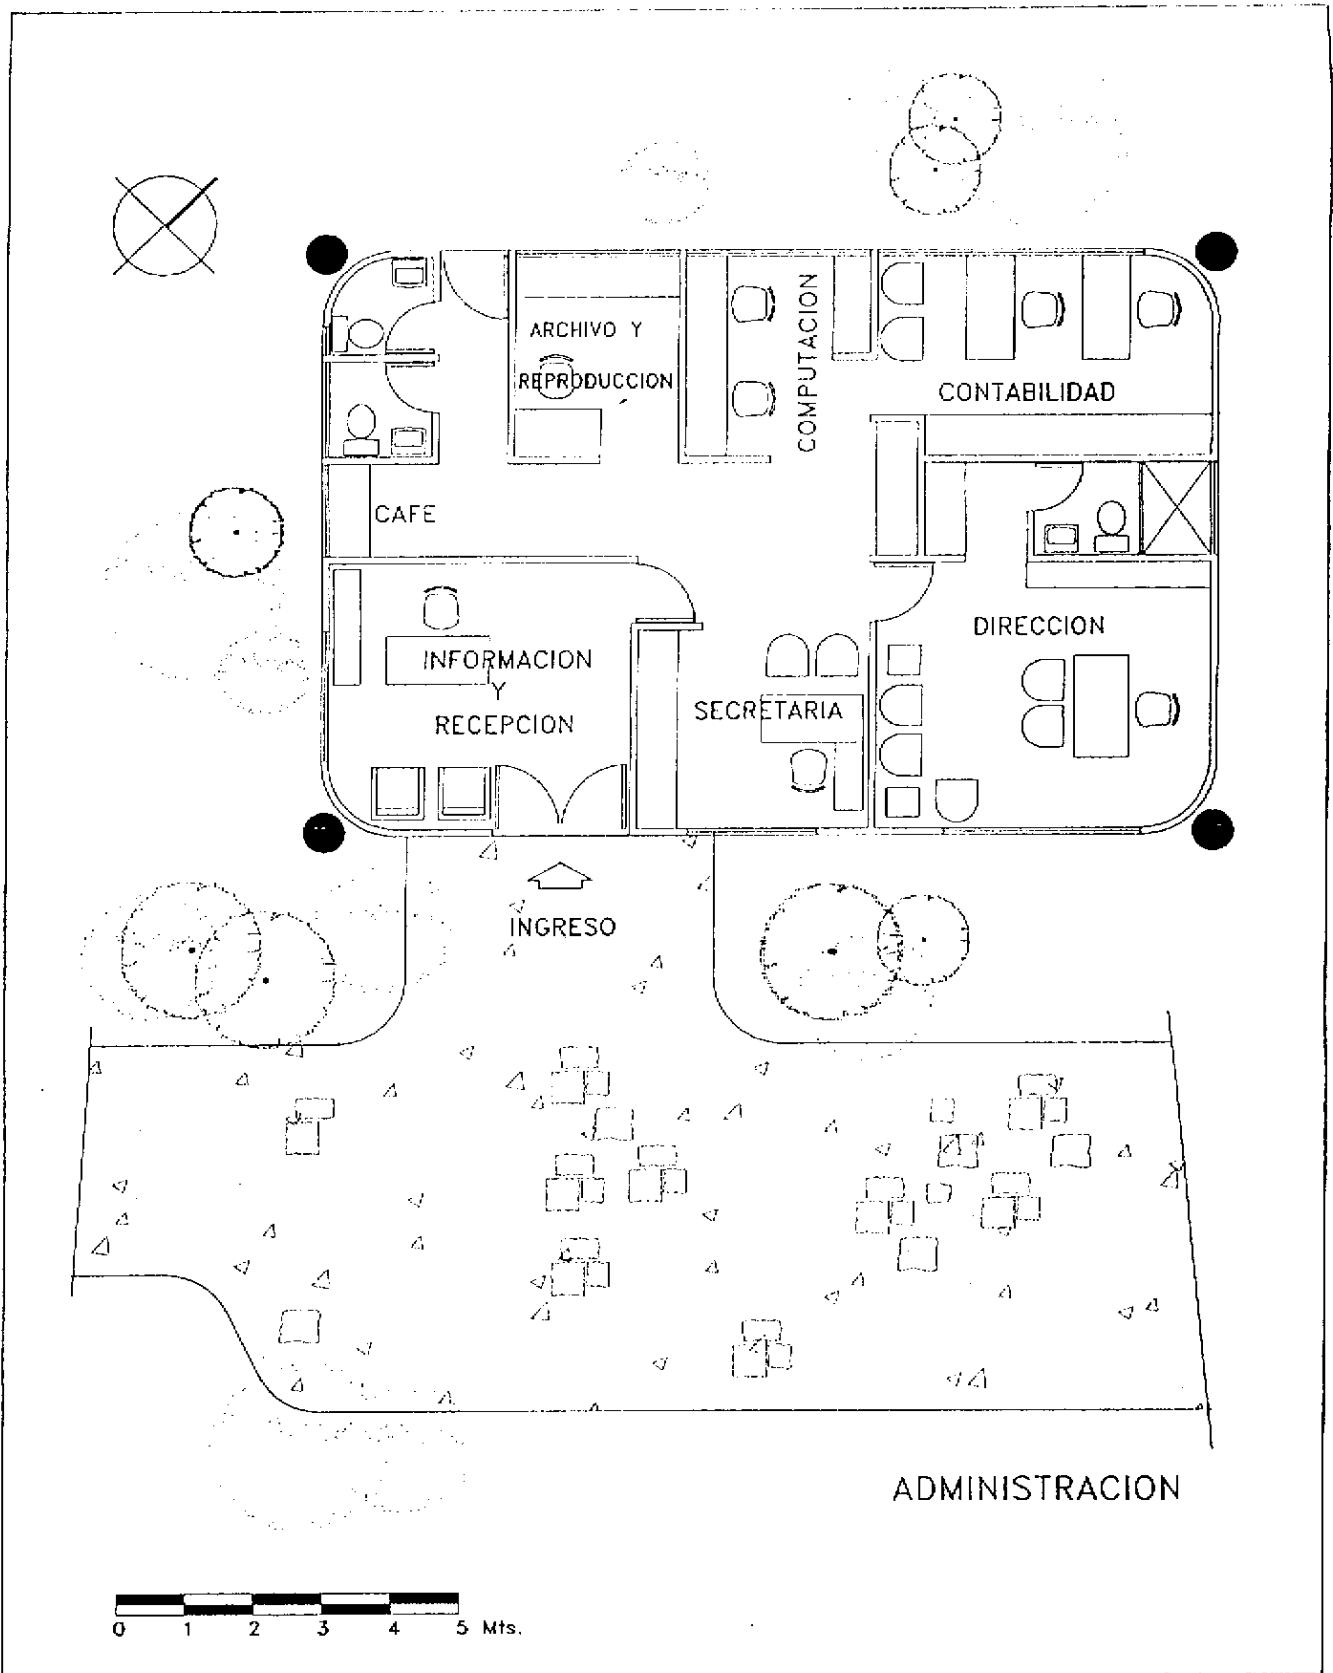 ARCHIVO Y
REPRODUCCION
COMPUTACION
CONTABILIDAD
CAFE
DIRECCION
INFORMACION
Y
RECEPCION
SECRETARIA
INGRESO
ADMINISTRACION
0 1 2 3 4 5 Mts.